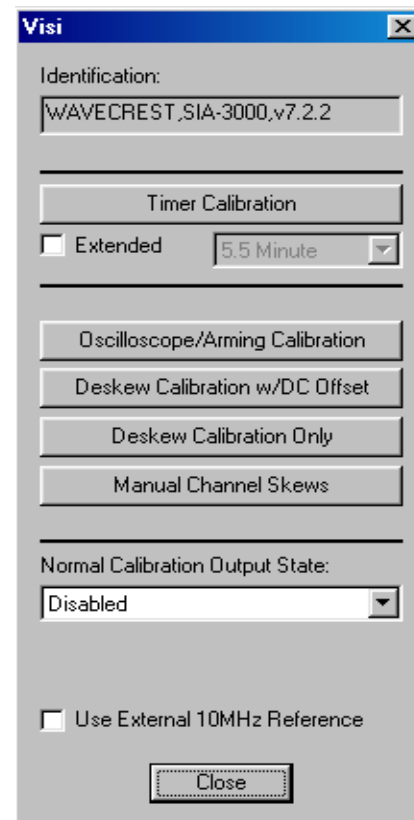 Visi
Identification:
WAVECREST,SIA-3000,v7.2.2
Timer Calibration
Extended 5.5 Minute
Oscilloscope/Arming Calibration
Deskew Calibration w/DC Offset
Deskew Calibration Only
Manual Channel Skews
Normal Calibration Output State:
Disabled
Use External 10MHz Reference
Close